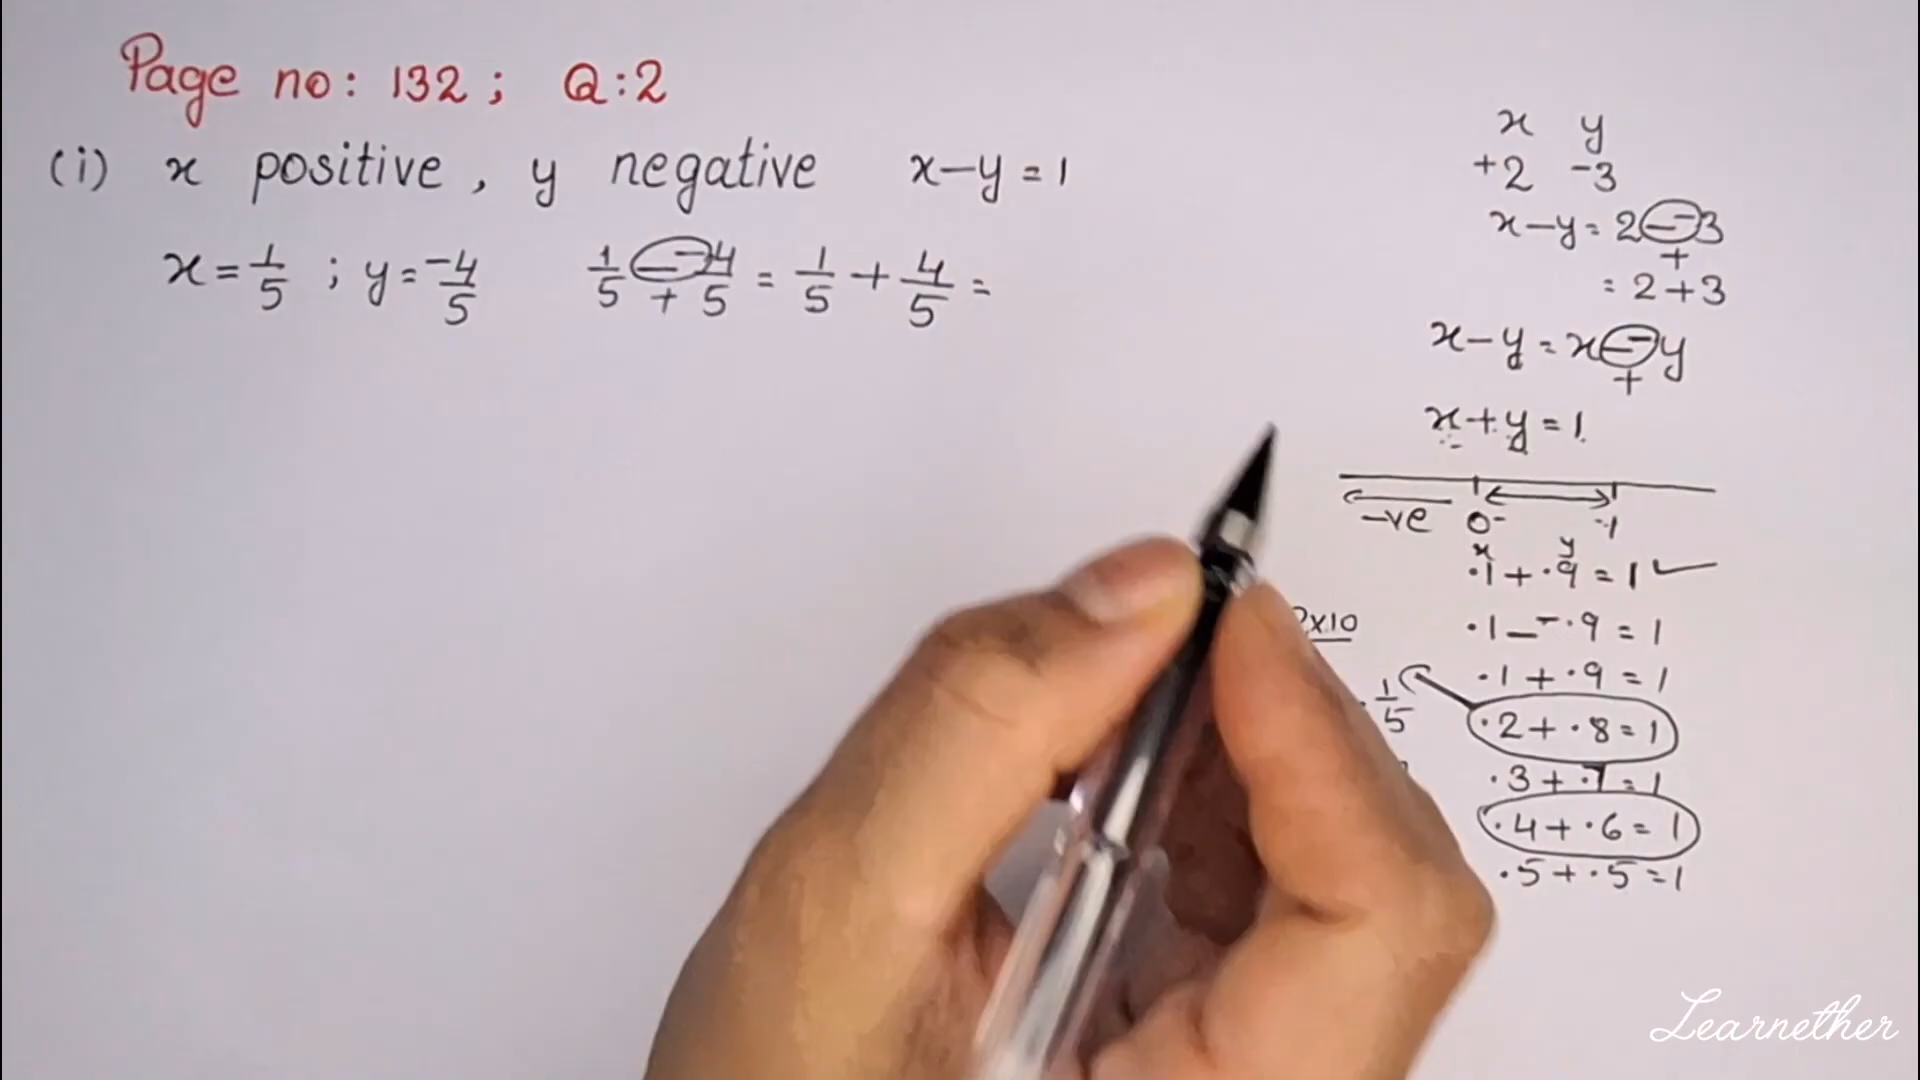 Page no: 132 ; Q:2
(i) x positive, y negative x-y=1
x=1/5 ; y=-4/5 1/5 - -4/5 = 1/5 + 4/5 =
+
x y
+2 -3
x-y= 2 - -3
+
= 2+3
x-y = x - -y
+
x+y=1
-ve 0 1
x y
.1+.9=1
2x10
.1 - -.9=1
.1+.9=1
1/5
.2+.8=1
.3+.7=1
.4+.6=1
.5+.5=1
Learnether